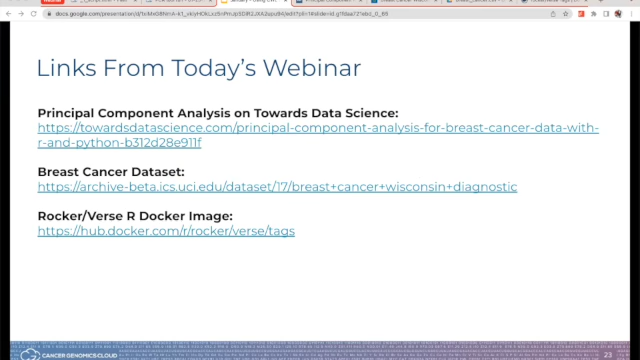 Links From Today's Webinar
Principal Component Analysis on Towards Data Science:
https://towardsdatascience.com/principal-component-analysis-for-breast-cancer-data-with-
r-and-python-b312d28e911f
Breast Cancer Dataset:
https://archive-beta.ics.uci.edu/dataset/17/breast+cancer+wisconsin+diagnostic
Rocker/Verse R Docker Image:
https://hub.docker.com/r/rocker/verse/tags
CANCER GENOMICS CLOUD
23